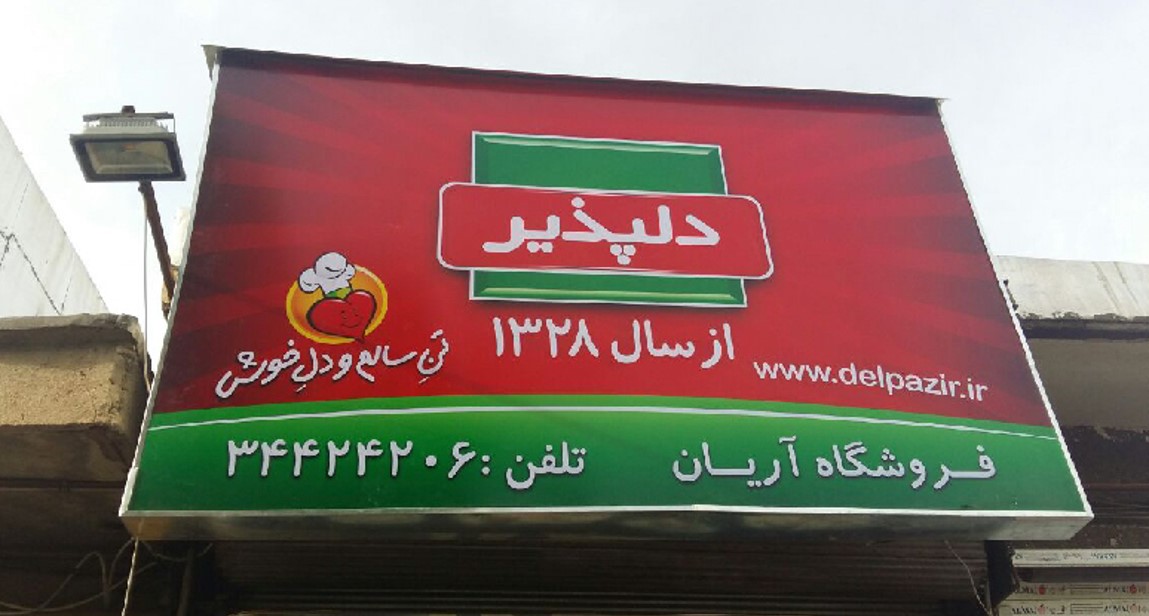 دلپذیر
از سال ۱۳۲۸
تنِ سالم و دلِ خوش
www.delpazir.ir
فروشگاه آریان
تلفن: ۳۴۴۲۴۲۰۶